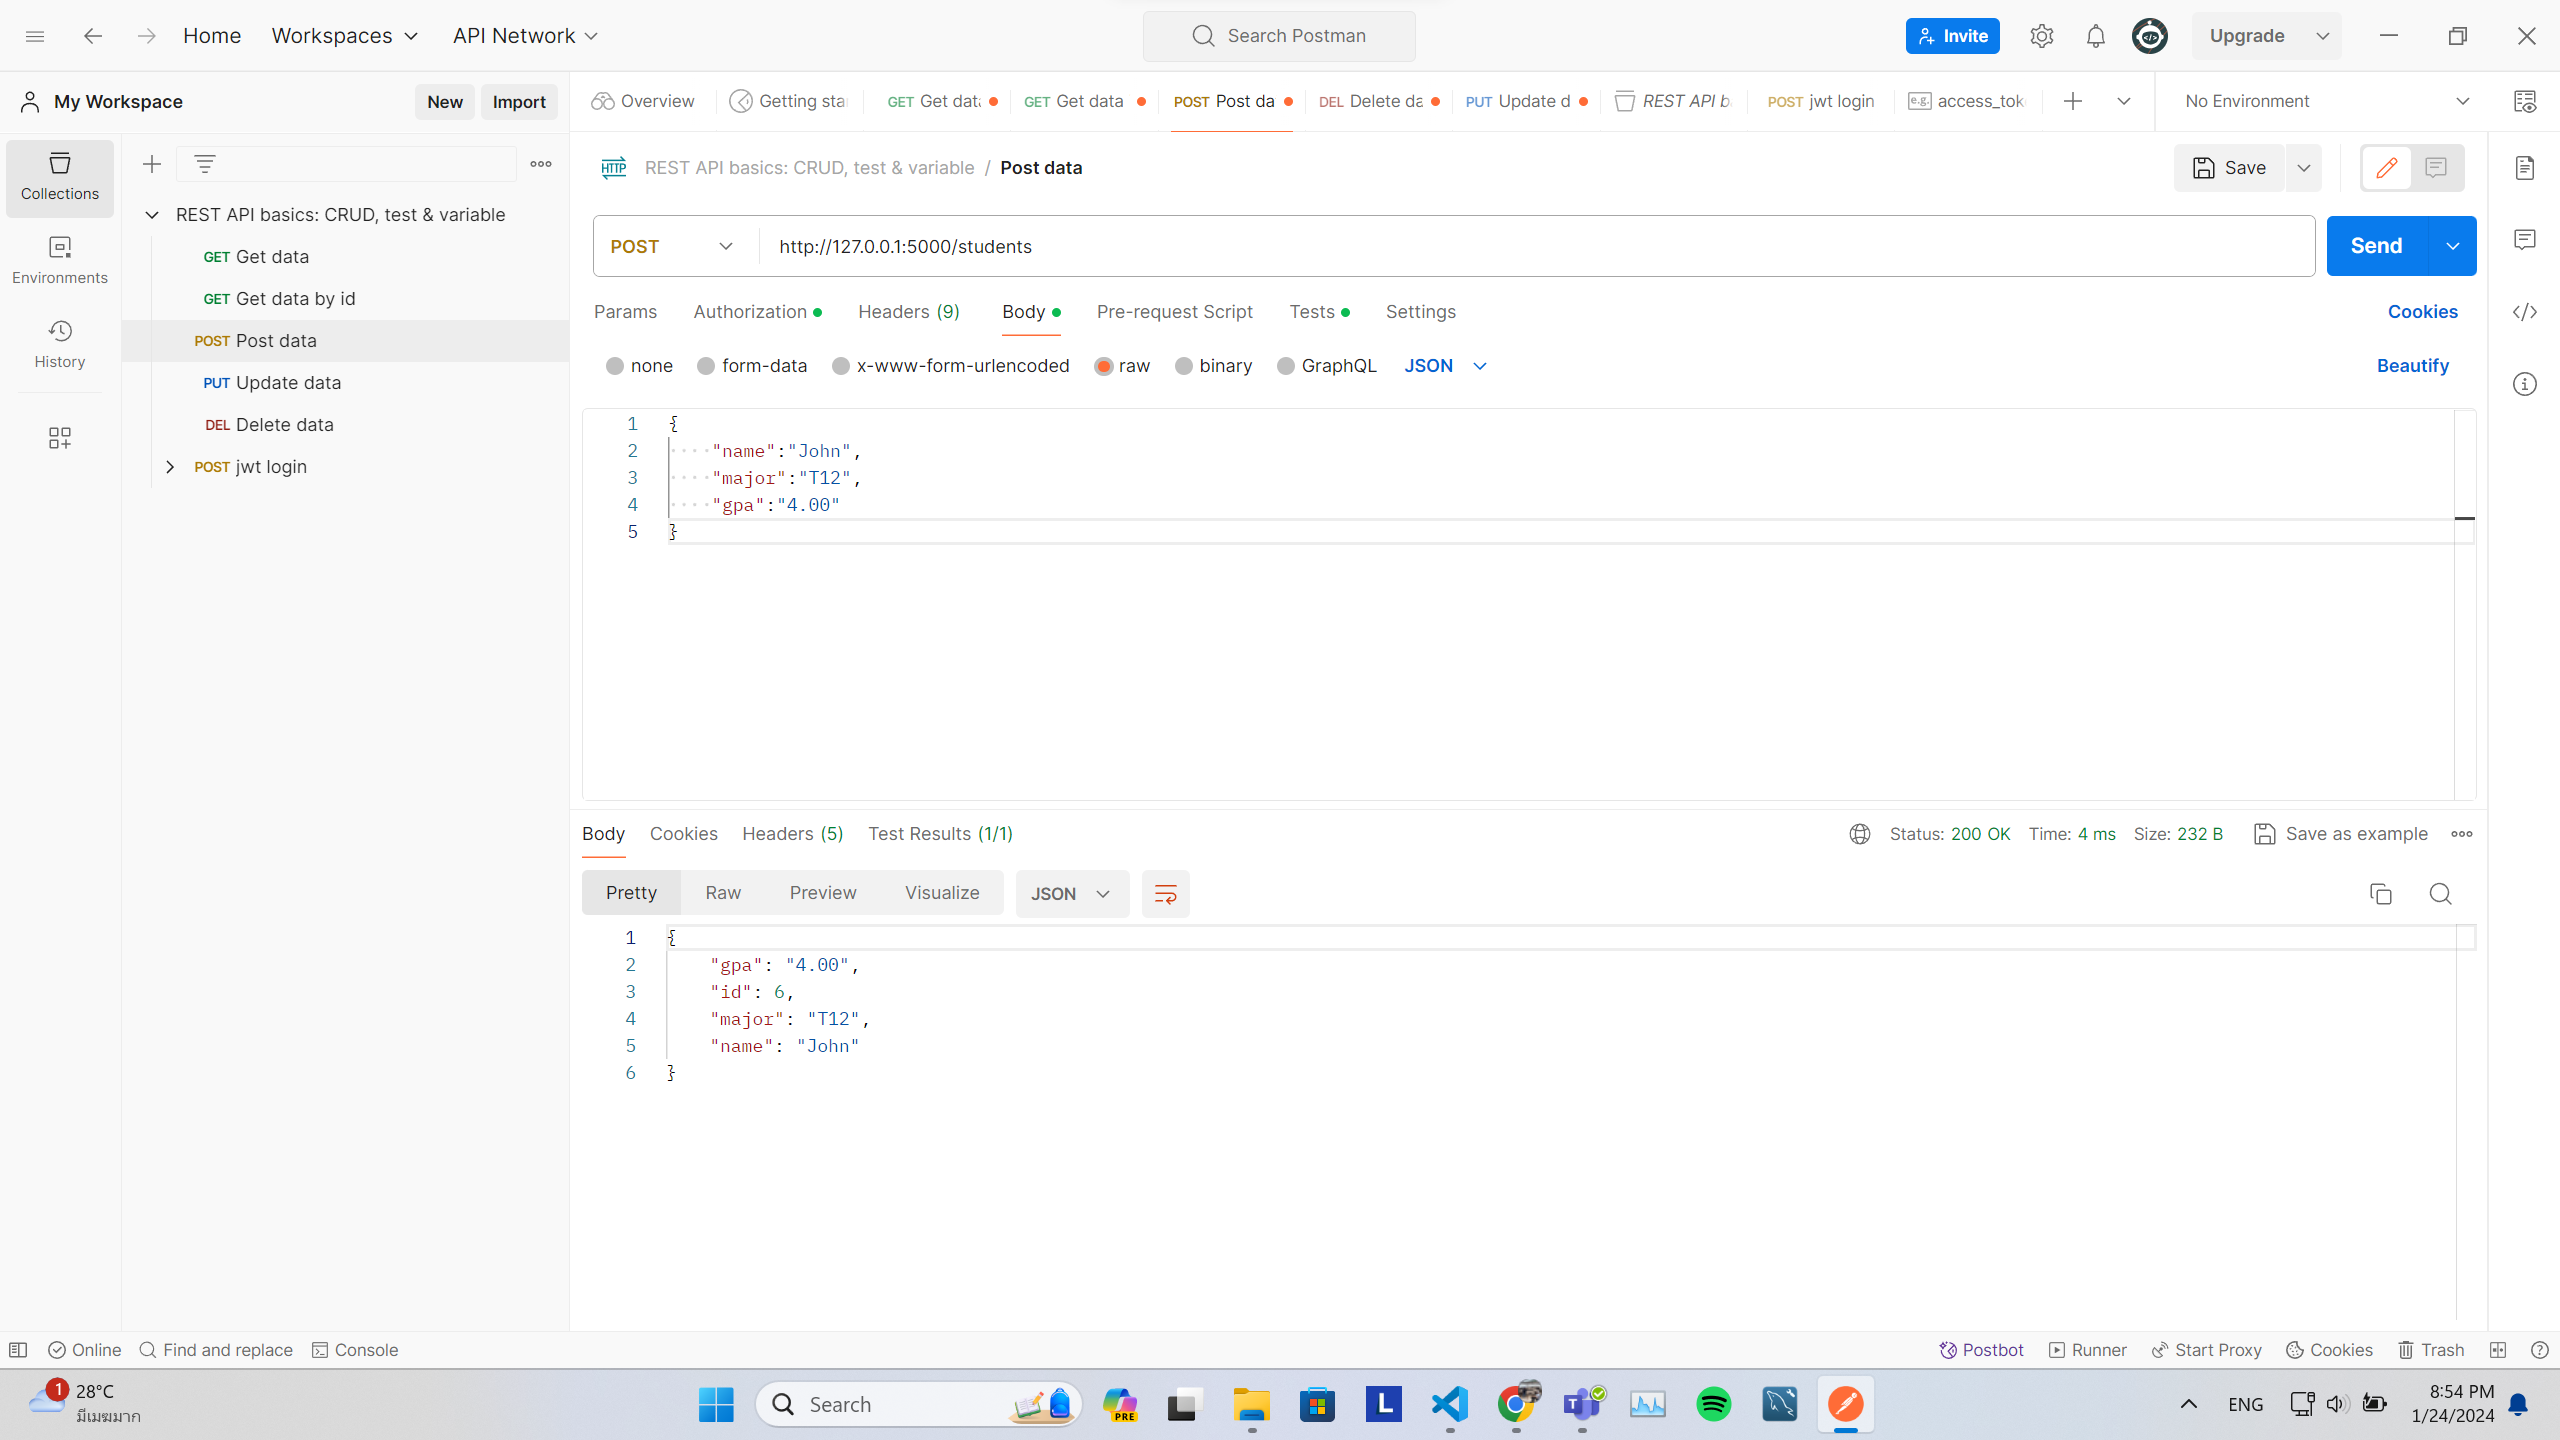 Home Workspaces API Network Search Postman Invite Upgrade
My Workspace New Import Overview Getting sta GET Get dat GET Get data POST Post da DEL Delete da PUT Update d REST API b POST jwt login e.g. access_tok No Environment
Collections
Environments
History
REST API basics: CRUD, test & variable
GET Get data
GET Get data by id
POST Post data
PUT Update data
DEL Delete data
POST jwt login
HTTP REST API basics: CRUD, test & variable / Post data Save
POST http://127.0.0.1:5000/students Send
Params Authorization Headers (9) Body Pre-request Script Tests Settings Cookies
none form-data x-www-form-urlencoded raw binary GraphQL JSON Beautify
1 {
2 "name":"John",
3 "major":"T12",
4 "gpa":"4.00"
5 }
Body Cookies Headers (5) Test Results (1/1) Status: 200 OK Time: 4 ms Size: 232 B Save as example
Pretty Raw Preview Visualize JSON
1 {
2 "gpa": "4.00",
3 "id": 6,
4 "major": "T12",
5 "name": "John"
6 }
Online Find and replace Console Postbot Runner Start Proxy Cookies Trash
1 28°C
มีเมฆมาก
Search PRE L T ENG
8:54 PM
1/24/2024